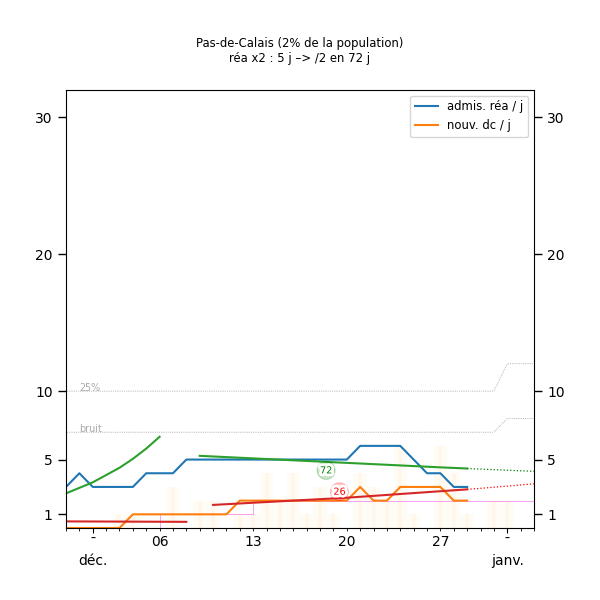 Pas-de-Calais (2% de la population)
réa x2 : 5 j –> /2 en 72 j
admis. réa / j
nouv. dc / j
30 30
20 20
10 10
5 5
1 1
25%
bruit
72
26
- 06 13 20 27 -
déc. janv.